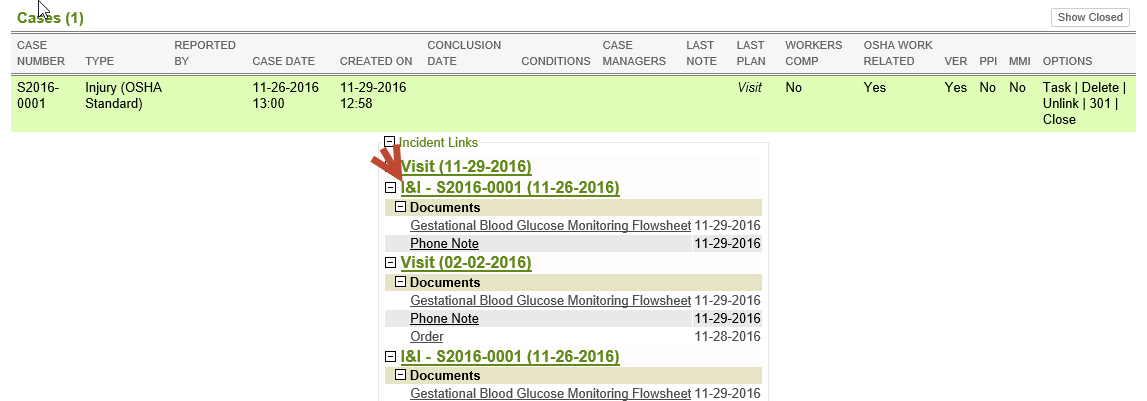 Cases (1)
Show Closed
CASE NUMBER TYPE REPORTED BY CASE DATE CREATED ON CONCLUSION DATE CONDITIONS CASE MANAGERS LAST NOTE LAST PLAN WORKERS COMP OSHA WORK RELATED VER PPI MMI OPTIONS
S2016-0001 Injury (OSHA Standard) 11-26-2016 13:00 11-29-2016 12:58 Visit No Yes Yes No No Task | Delete | Unlink | 301 | Close
Incident Links
Visit (11-29-2016)
I&I - S2016-0001 (11-26-2016)
Documents
Gestational Blood Glucose Monitoring Flowsheet 11-29-2016
Phone Note 11-29-2016
Visit (02-02-2016)
Documents
Gestational Blood Glucose Monitoring Flowsheet 11-29-2016
Phone Note 11-29-2016
Order 11-28-2016
I&I - S2016-0001 (11-26-2016)
Documents
Gestational Blood Glucose Monitoring Flowsheet 11-29-2016